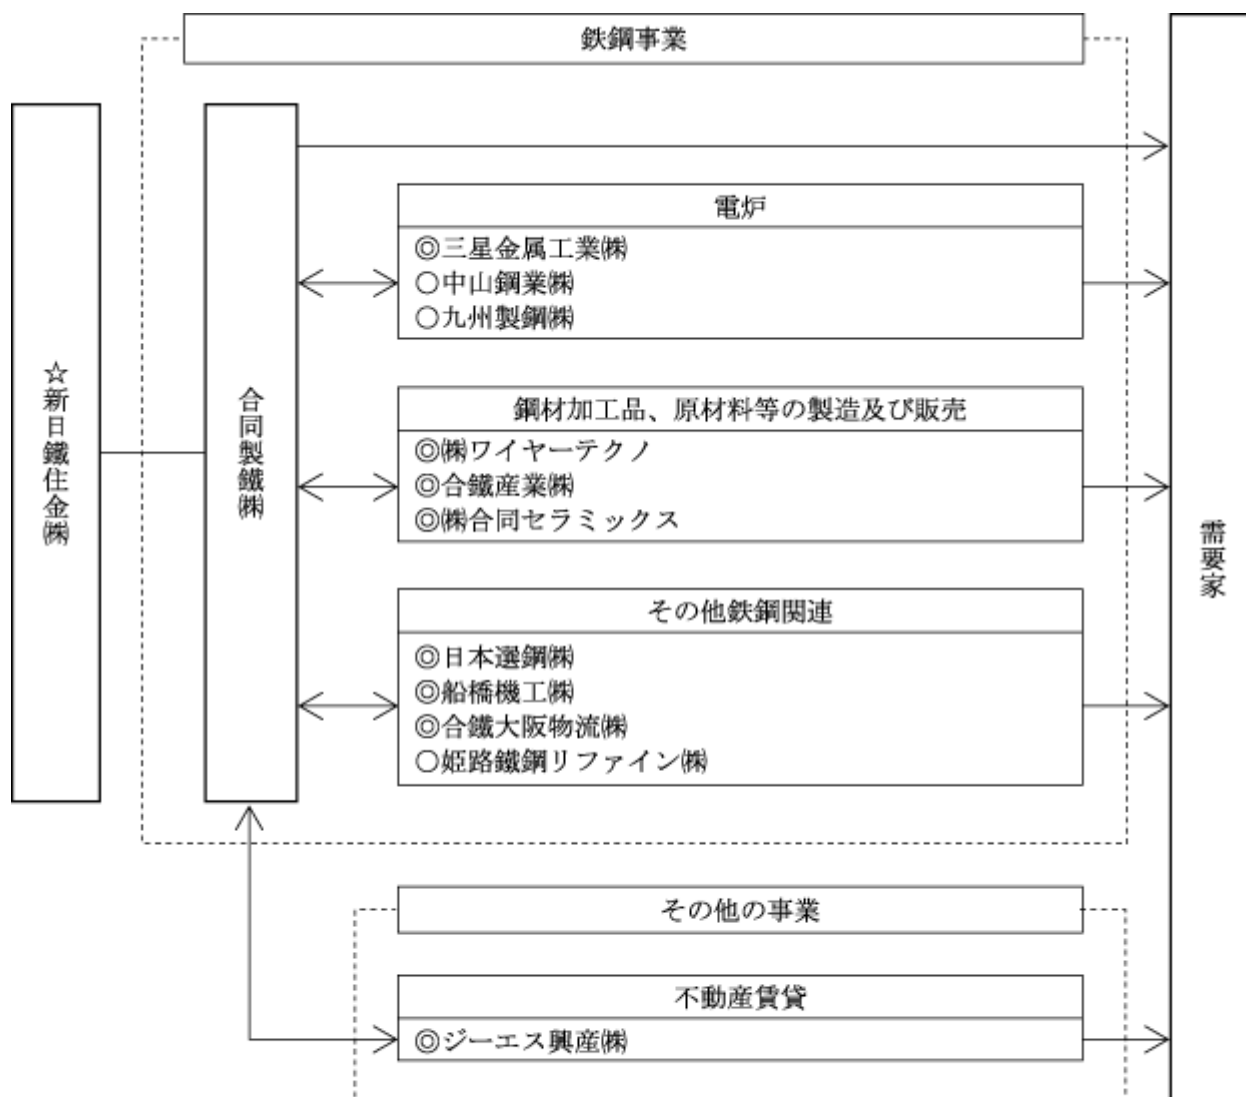 鉄鋼事業
☆新日鐵住金㈱
合同製鐵㈱
電炉
◎三星金属工業㈱
○中山鋼業㈱
○九州製鋼㈱
鋼材加工品、原材料等の製造及び販売
◎㈱ワイヤーテクノ
◎合鐵産業㈱
◎㈱合同セラミックス
その他鉄鋼関連
◎日本選鋼㈱
◎船橋機工㈱
◎合鐵大阪物流㈱
○姫路鐵鋼リファイン㈱
需要家
その他の事業
不動産賃貸
◎ジーエス興産㈱